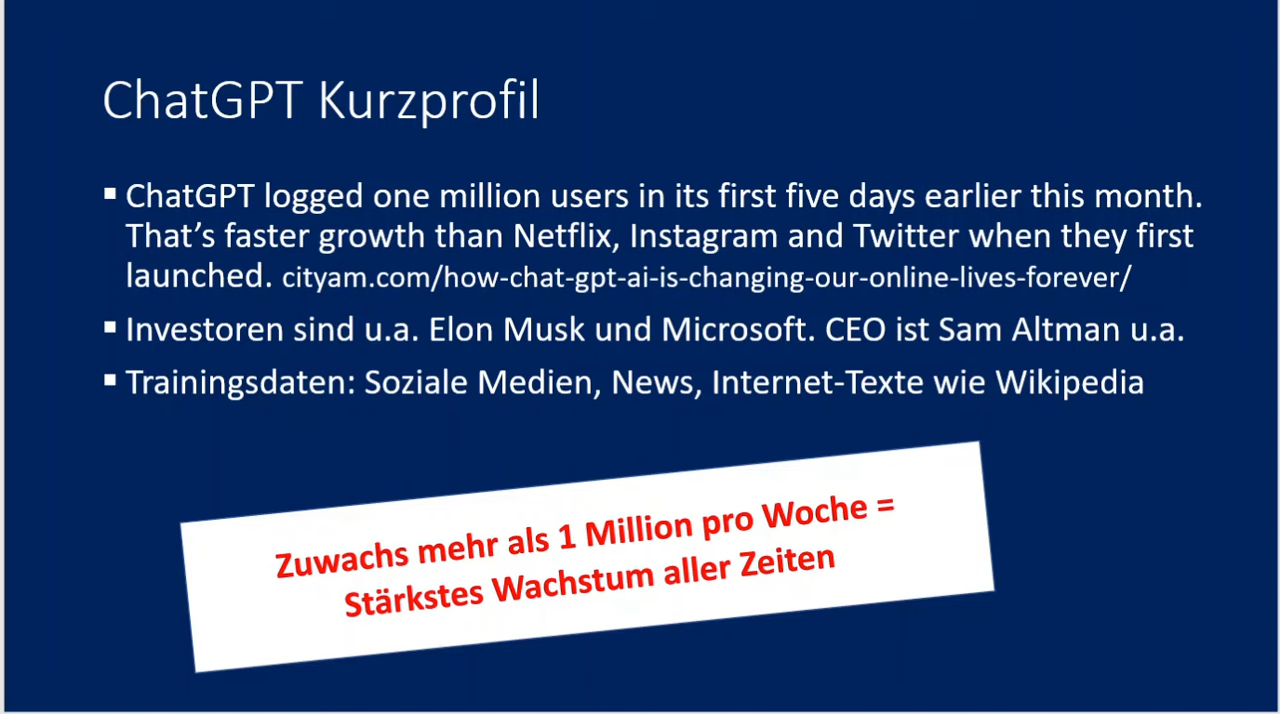 ChatGPT Kurzprofil
▪ ChatGPT logged one million users in its first five days earlier this month.
That’s faster growth than Netflix, Instagram and Twitter when they first
launched. cityam.com/how-chat-gpt-ai-is-changing-our-online-lives-forever/
▪ Investoren sind u.a. Elon Musk und Microsoft. CEO ist Sam Altman u.a.
▪ Trainingsdaten: Soziale Medien, News, Internet-Texte wie Wikipedia
Zuwachs mehr als 1 Million pro Woche =
Stärkstes Wachstum aller Zeiten